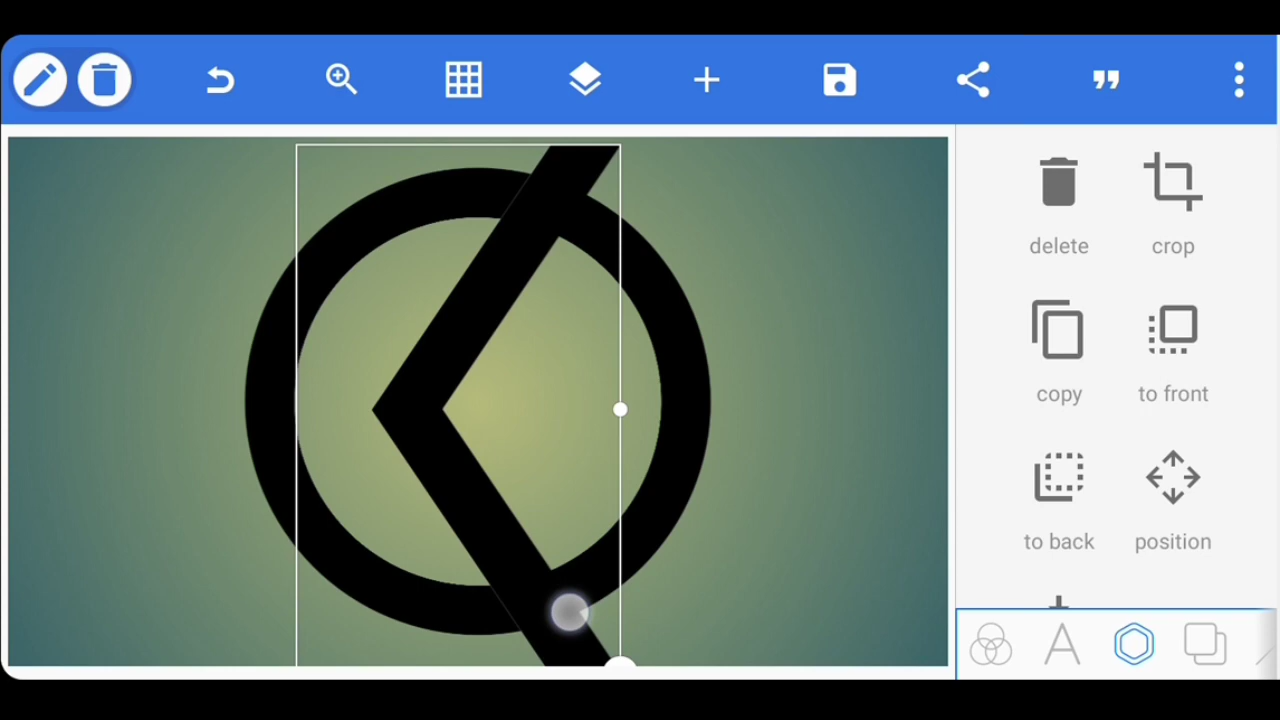 delete
crop
copy
to front
to back
position
A